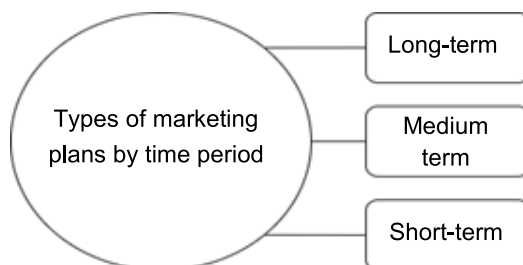 Types of marketing
plans by time period
Long-term
Medium
term
Short-term